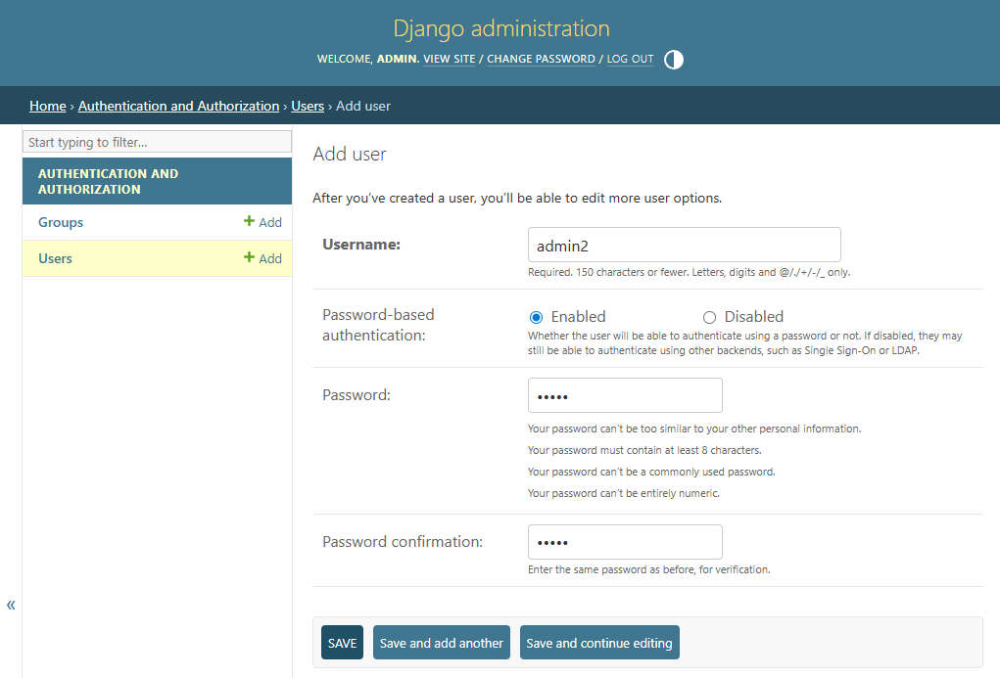 Django administration
WELCOME, ADMIN. VIEW SITE / CHANGE PASSWORD / LOG OUT
Home › Authentication and Authorization › Users › Add user
Start typing to filter...
AUTHENTICATION AND
AUTHORIZATION
Groups + Add
Users + Add
«
Add user
After you've created a user, you'll be able to edit more user options.
Username: admin2
Required. 150 characters or fewer. Letters, digits and @/./+/-/_ only.
Password-based
authentication:
Enabled Disabled
Whether the user will be able to authenticate using a password or not. If disabled, they may
still be able to authenticate using other backends, such as Single Sign-On or LDAP.
Password: •••••
Your password can't be too similar to your other personal information.
Your password must contain at least 8 characters.
Your password can't be a commonly used password.
Your password can't be entirely numeric.
Password confirmation: •••••
Enter the same password as before, for verification.
SAVE Save and add another Save and continue editing